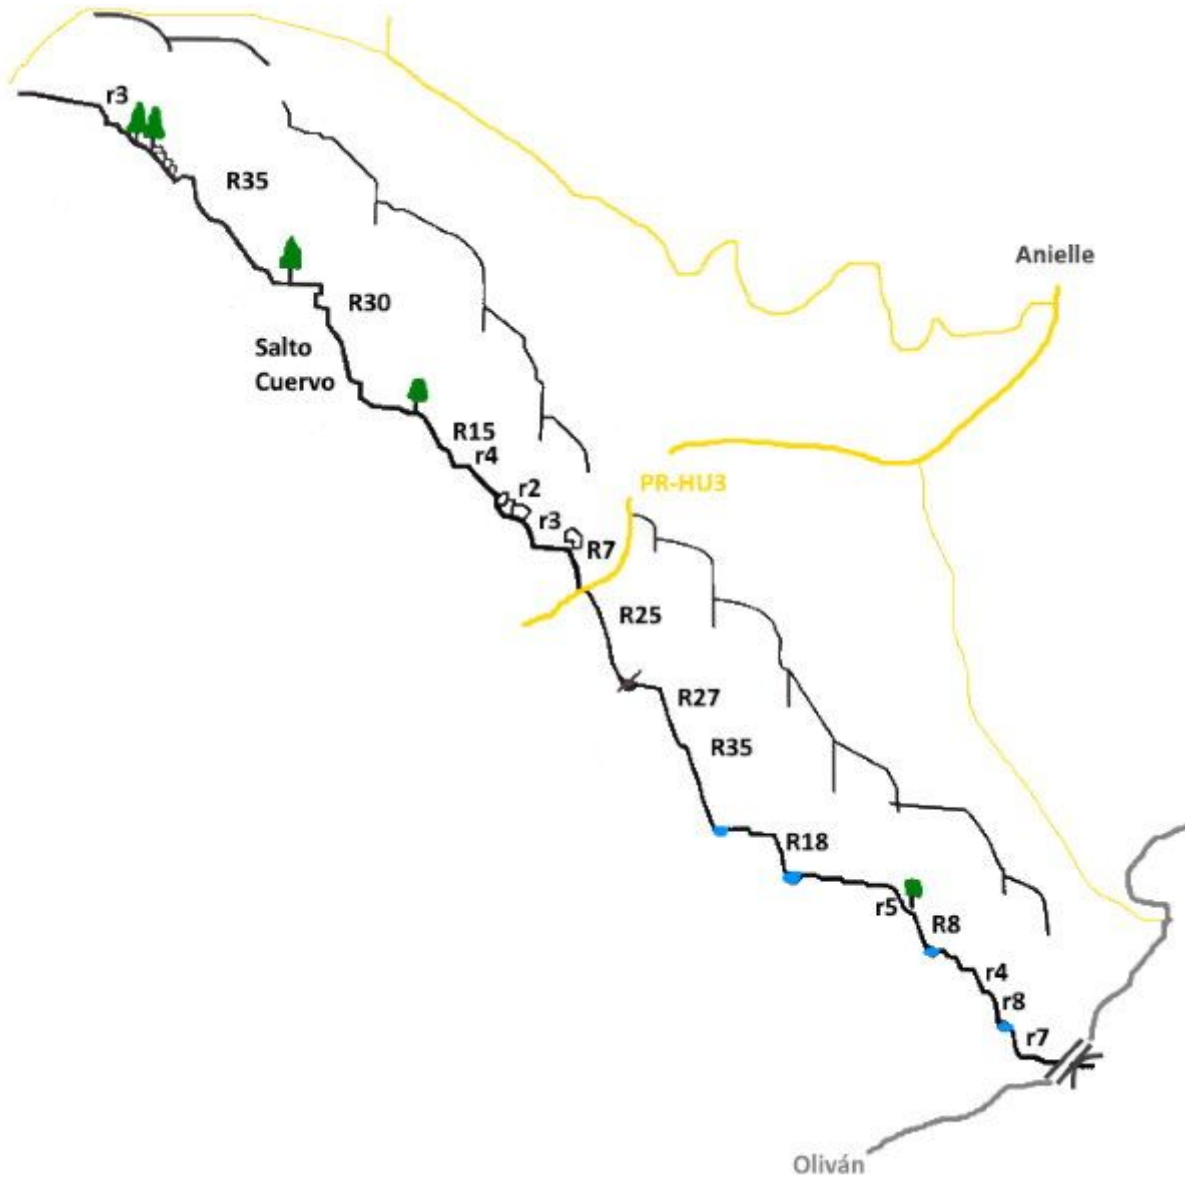 r3
R35
Anielle
R30
Salto
Cuervo
R15
r4
r2
PR-HU3
r3
R7
R25
R27
R35
R18
r5
R8
r4
r8
r7
Oliván